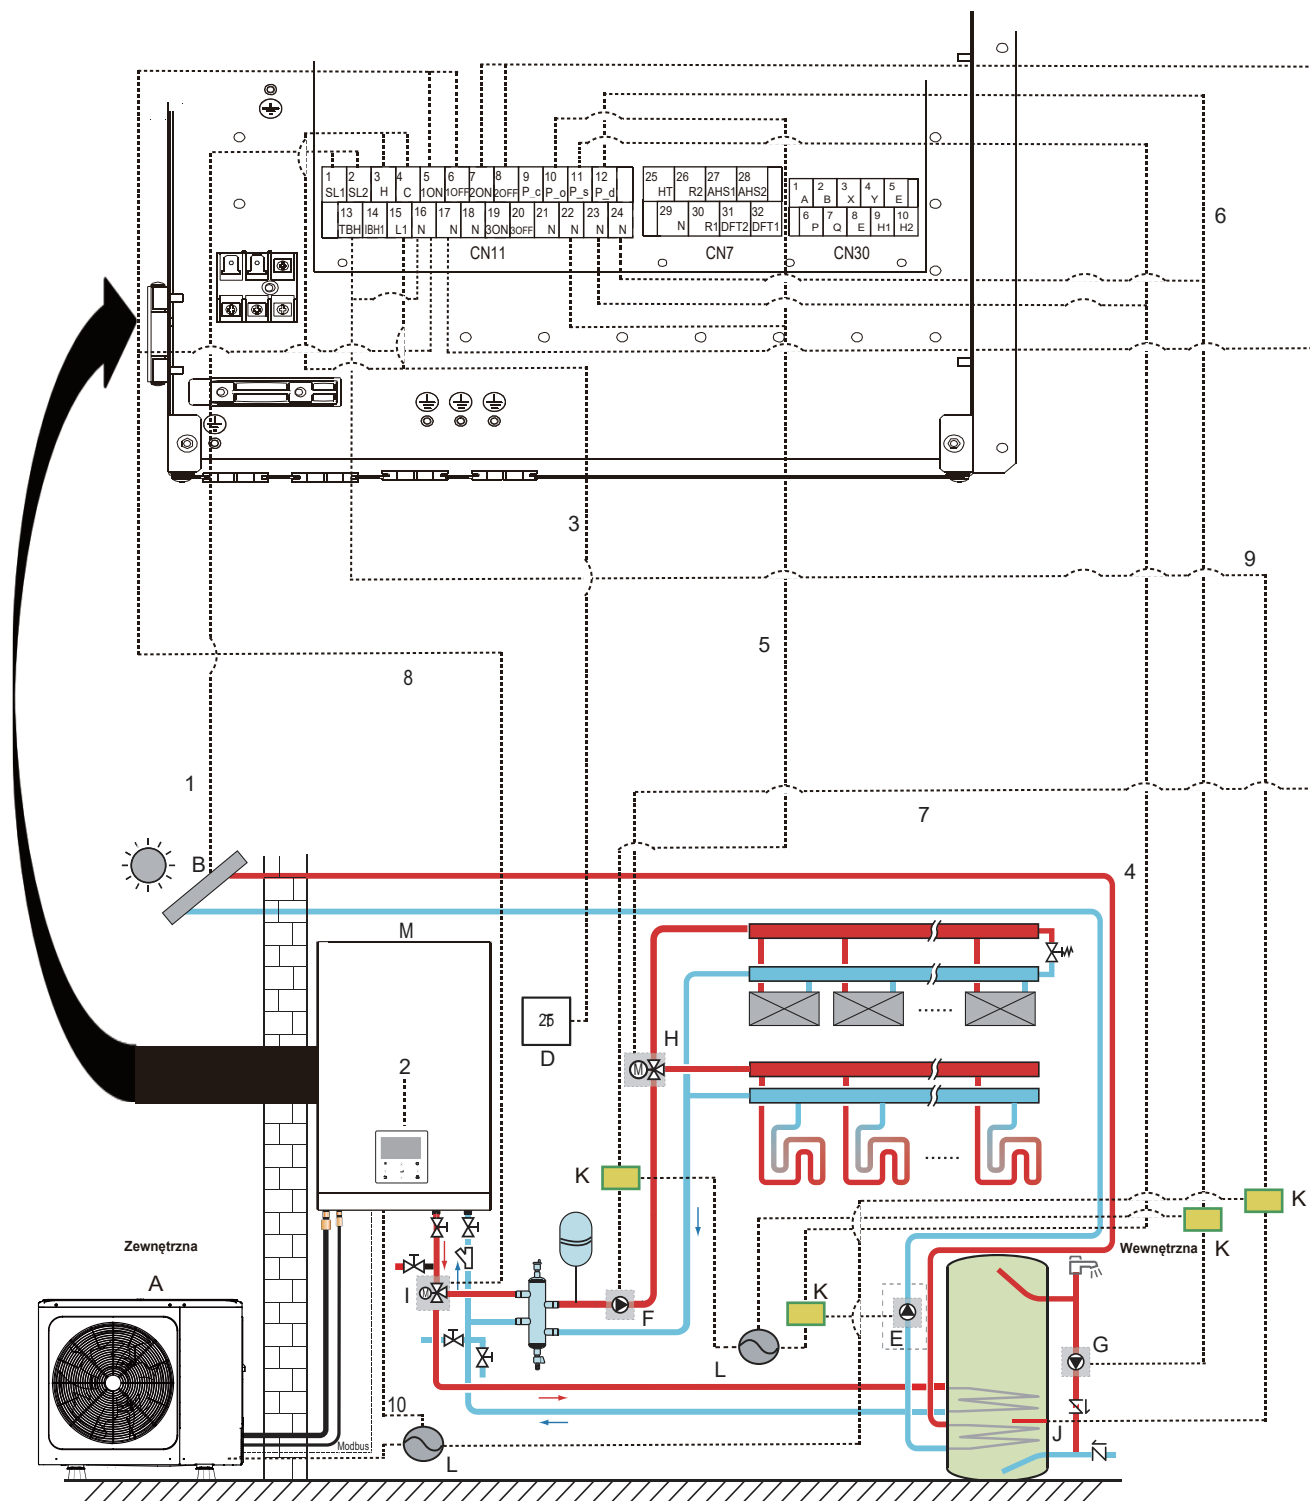 1 2 3 4 5 6 7 8 9 10 11 12
SL1 SL2 H C 1ON 1OFF 2ON 2OFF P_c P_o P_s P_d
13 14 15 16 17 18 19 20 21 22 23 24
TBH IBH1 L1 N N N 3ON 3OFF N N N N
CN11
25 26 27 28
HT R2 AHS1 AHS2
29 30 31 32
N R1 DFT2 DFT1
CN7
1 2 3 4 5
A B X Y E
6 7 8 9 10
P Q E H1 H2
CN30
6
3
9
5
8
1
7
4
B
M
H
D
2
K
K
K
Zewnętrzna
Wewnętrzna
A
I
K
F
E
G
L
10
J
Modbus
L
M
M